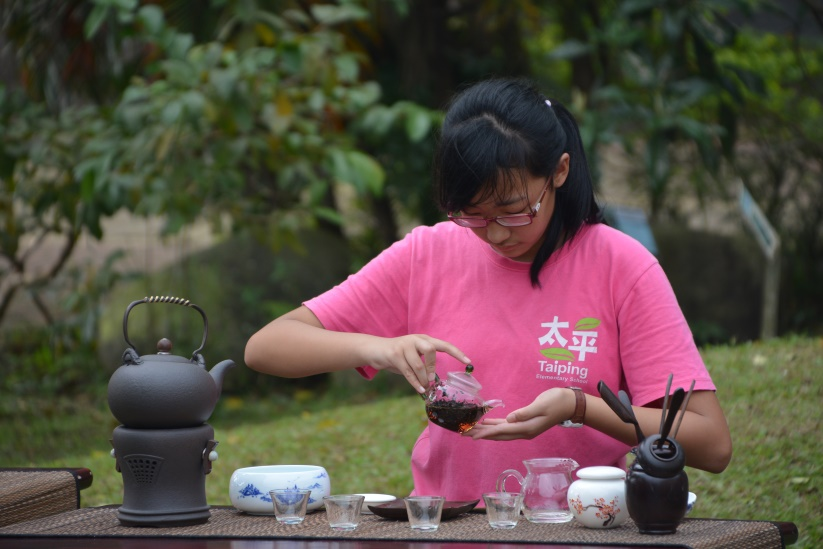 太平
Taiping
Elementary School